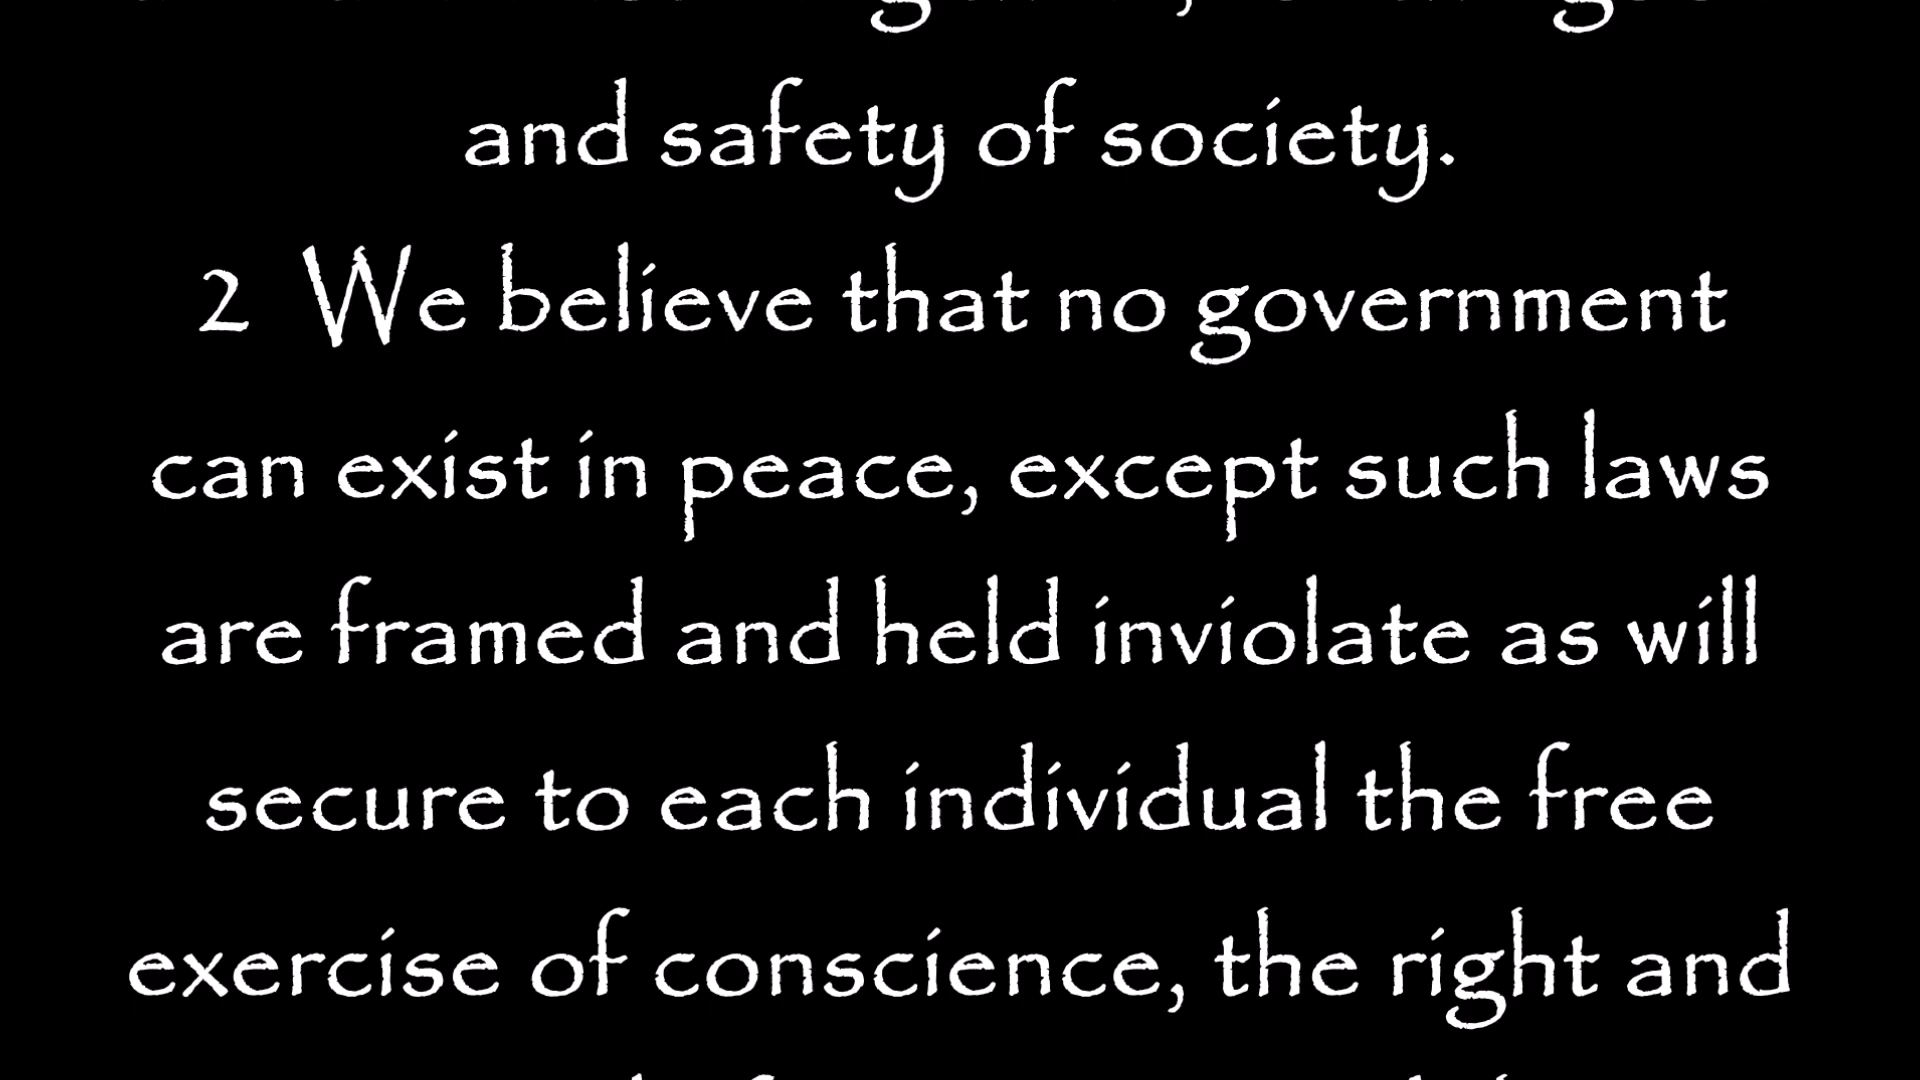 and safety of society.
2 We believe that no government
can exist in peace, except such laws
are framed and held inviolate as will
secure to each individual the free
exercise of conscience, the right and